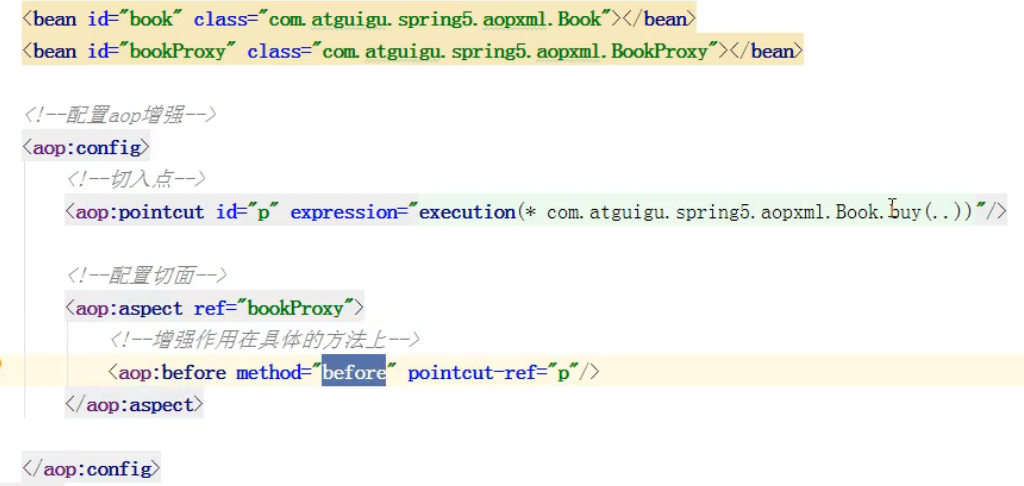 <bean id="book" class="com.atguigu.spring5.aopxml.Book"></bean>
<bean id="bookProxy" class="com.atguigu.spring5.aopxml.BookProxy"></bean>
<!--配置aop增强-->
<aop:config>
<!--切入点-->
<aop:pointcut id="p" expression="execution(* com.atguigu.spring5.aopxml.Book.buy(..))"/>
<!--配置切面-->
<aop:aspect ref="bookProxy">
<!--增强作用在具体的方法上-->
<aop:before method="before" pointcut-ref="p"/>
</aop:aspect>
</aop:config>